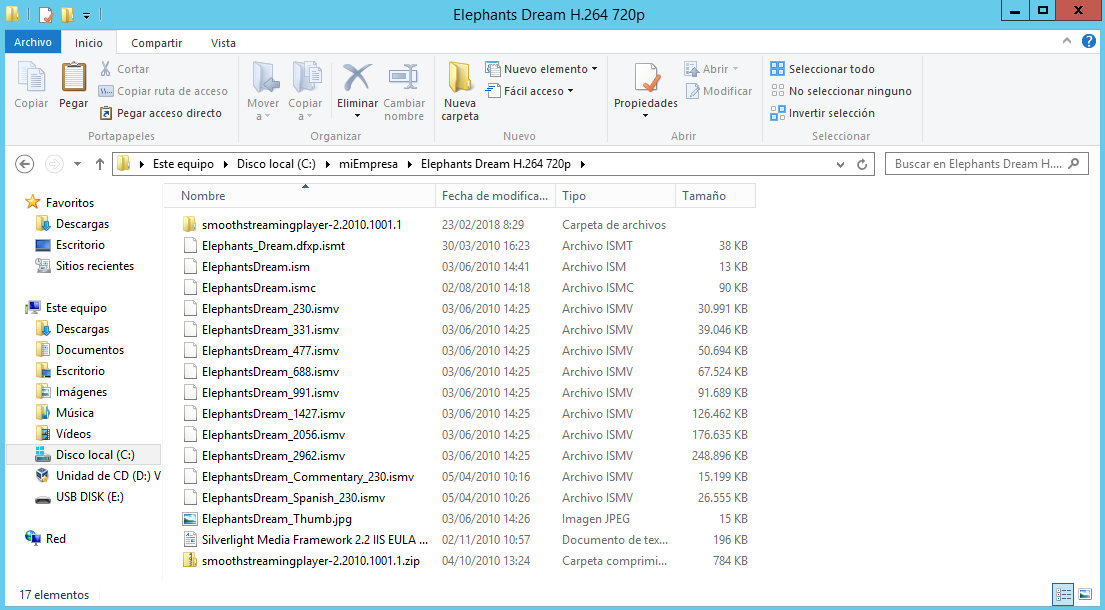 Elephants Dream H.264 720p
Archivo Inicio Compartir Vista
Copiar
Pegar
Cortar
Copiar ruta de acceso
Pegar acceso directo
Portapapeles
Mover a
Copiar a
Eliminar
Cambiar nombre
Organizar
Nueva carpeta
Nuevo elemento
Fácil acceso
Nuevo
Propiedades
Abrir
Modificar
Abrir
Seleccionar todo
No seleccionar ninguno
Invertir selección
Seleccionar
Este equipo Disco local (C:) miEmpresa Elephants Dream H.264 720p
Buscar en Elephants Dream H....
Favoritos
Descargas
Escritorio
Sitios recientes
Este equipo
Descargas
Documentos
Escritorio
Imágenes
Música
Vídeos
Disco local (C:)
Unidad de CD (D:) V
USB DISK (E:)
Red
Nombre Fecha de modifica... Tipo Tamaño
smoothstreamingplayer-2.2010.1001.1 23/02/2018 8:29 Carpeta de archivos
Elephants_Dream.dfxp.ismt 30/03/2010 16:23 Archivo ISMT 38 KB
ElephantsDream.ism 03/06/2010 14:41 Archivo ISM 13 KB
ElephantsDream.ismc 02/08/2010 14:18 Archivo ISMC 90 KB
ElephantsDream_230.ismv 03/06/2010 14:25 Archivo ISMV 30.991 KB
ElephantsDream_331.ismv 03/06/2010 14:25 Archivo ISMV 39.046 KB
ElephantsDream_477.ismv 03/06/2010 14:25 Archivo ISMV 50.694 KB
ElephantsDream_688.ismv 03/06/2010 14:25 Archivo ISMV 67.524 KB
ElephantsDream_991.ismv 03/06/2010 14:25 Archivo ISMV 91.689 KB
ElephantsDream_1427.ismv 03/06/2010 14:25 Archivo ISMV 126.462 KB
ElephantsDream_2056.ismv 03/06/2010 14:25 Archivo ISMV 176.635 KB
ElephantsDream_2962.ismv 03/06/2010 14:25 Archivo ISMV 248.896 KB
ElephantsDream_Commentary_230.ismv 05/04/2010 10:16 Archivo ISMV 15.199 KB
ElephantsDream_Spanish_230.ismv 05/04/2010 10:26 Archivo ISMV 26.555 KB
ElephantsDream_Thumb.jpg 03/06/2010 14:26 Imagen JPEG 15 KB
Silverlight Media Framework 2.2 IIS EULA ... 02/11/2010 10:57 Documento de tex... 196 KB
smoothstreamingplayer-2.2010.1001.1.zip 04/10/2010 13:24 Carpeta comprimi... 784 KB
17 elementos